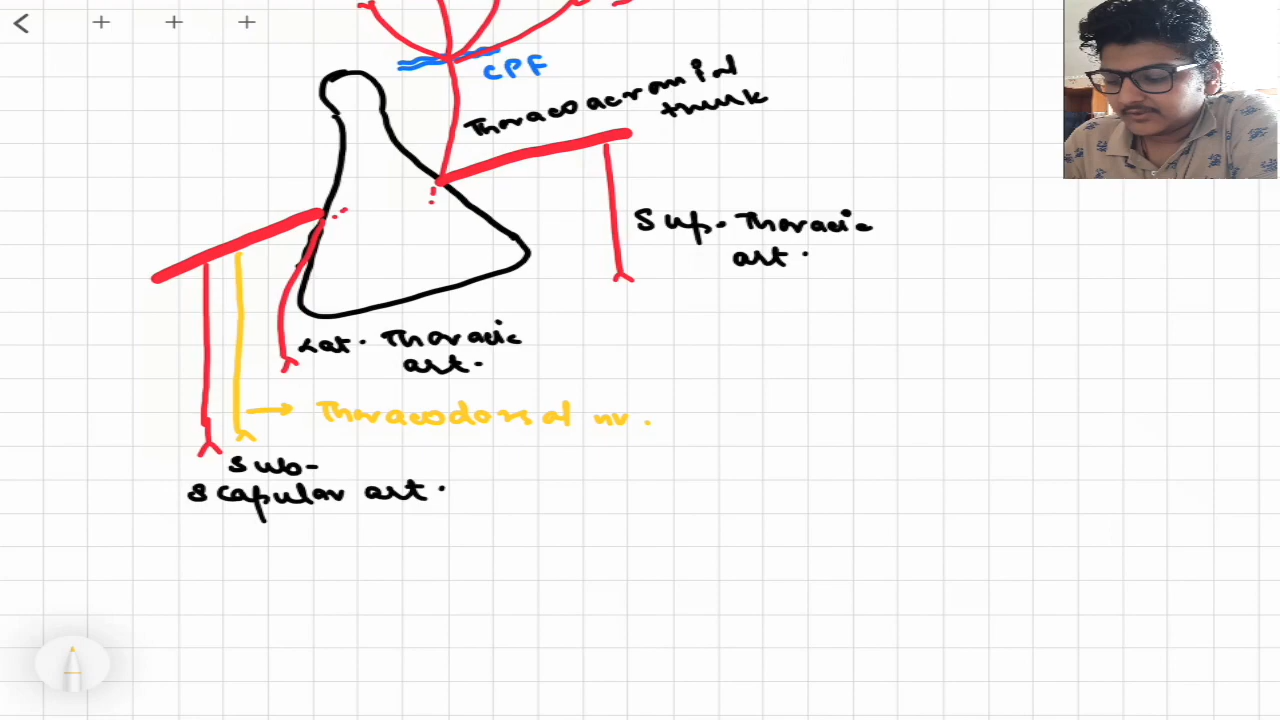 CPF
Thoracoacromial
trunk
Sup. Thoracic
art.
Lat. Thoracic
art.
Thoracodorsal nv.
Sub-
scapular art.